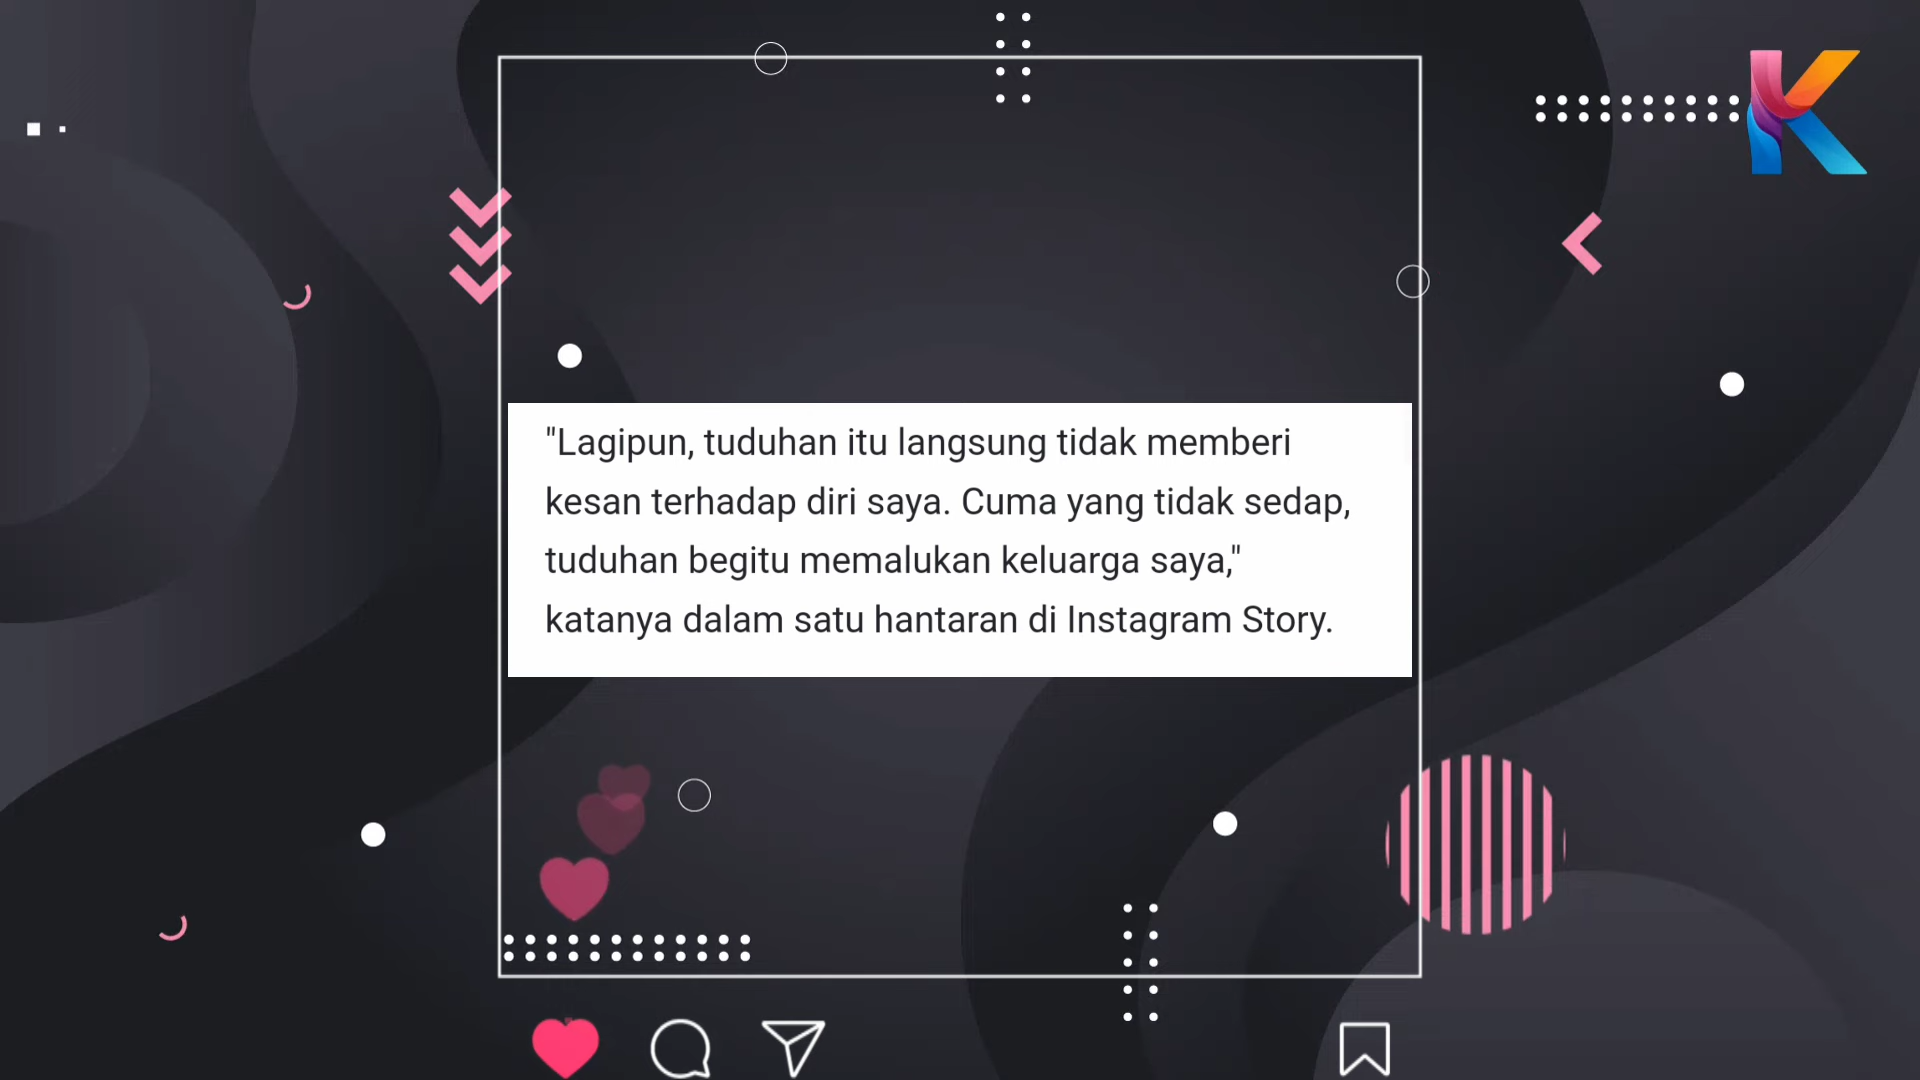 "Lagipun, tuduhan itu langsung tidak memberi
kesan terhadap diri saya. Cuma yang tidak sedap,
tuduhan begitu memalukan keluarga saya,"
katanya dalam satu hantaran di Instagram Story.
K